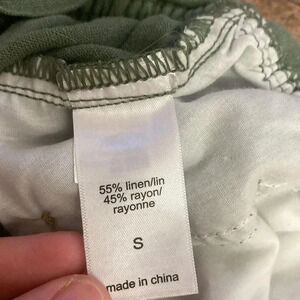 55% linen/lin
45% rayon/
rayonne
S
made in china